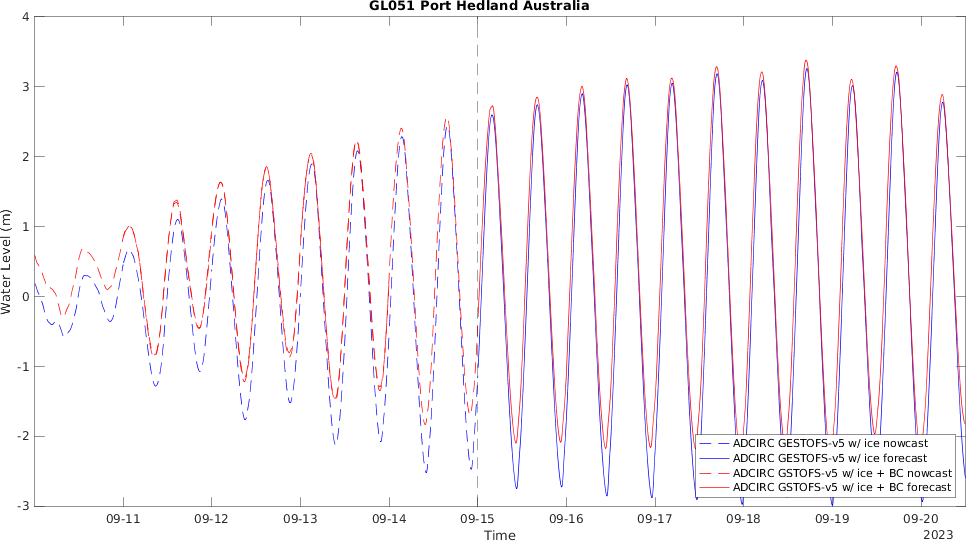 GL051 Port Hedland Australia
4
3
2
1
0
-1
-2
-3
Water Level (m)
ADCIRC GESTOFS-v5 w/ ice nowcast
ADCIRC GESTOFS-v5 w/ ice forecast
ADCIRC GSTOFS-v5 w/ ice + BC nowcast
ADCIRC GSTOFS-v5 w/ ice + BC forecast
09-11 09-12 09-13 09-14 09-15 09-16 09-17 09-18 09-19 09-20
Time
2023